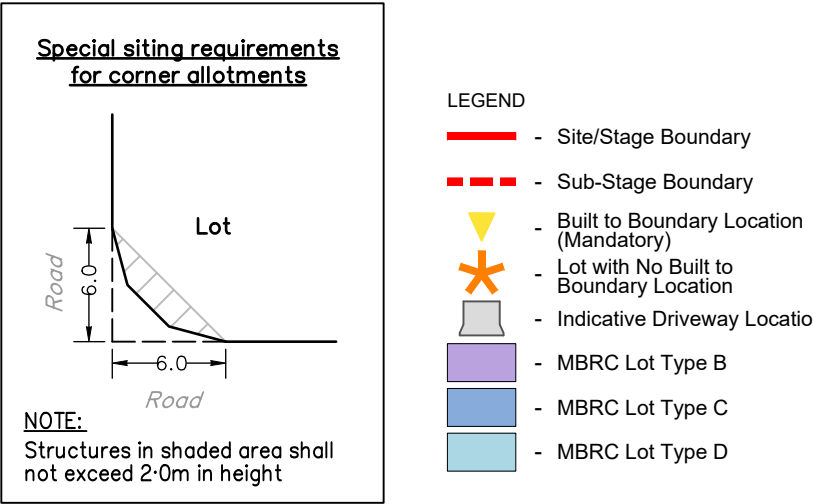 Special siting requirements
for corner allotments
Lot
Road
6.0
6.0
Road
NOTE:
Structures in shaded area shall
not exceed 2·0m in height
LEGEND
- Site/Stage Boundary
- Sub-Stage Boundary
- Built to Boundary Location
(Mandatory)
- Lot with No Built to
Boundary Location
- Indicative Driveway Locatio
- MBRC Lot Type B
- MBRC Lot Type C
- MBRC Lot Type D